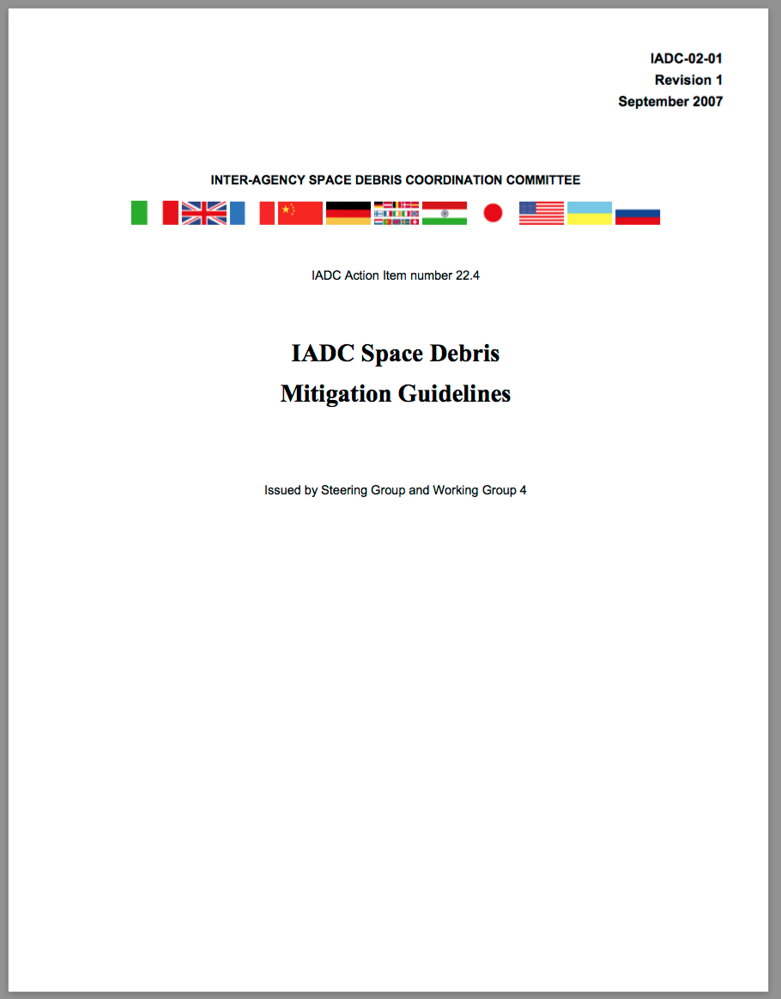 IADC-02-01
Revision 1
September 2007
INTER-AGENCY SPACE DEBRIS COORDINATION COMMITTEE
IADC Action Item number 22.4
IADC Space Debris
Mitigation Guidelines
Issued by Steering Group and Working Group 4